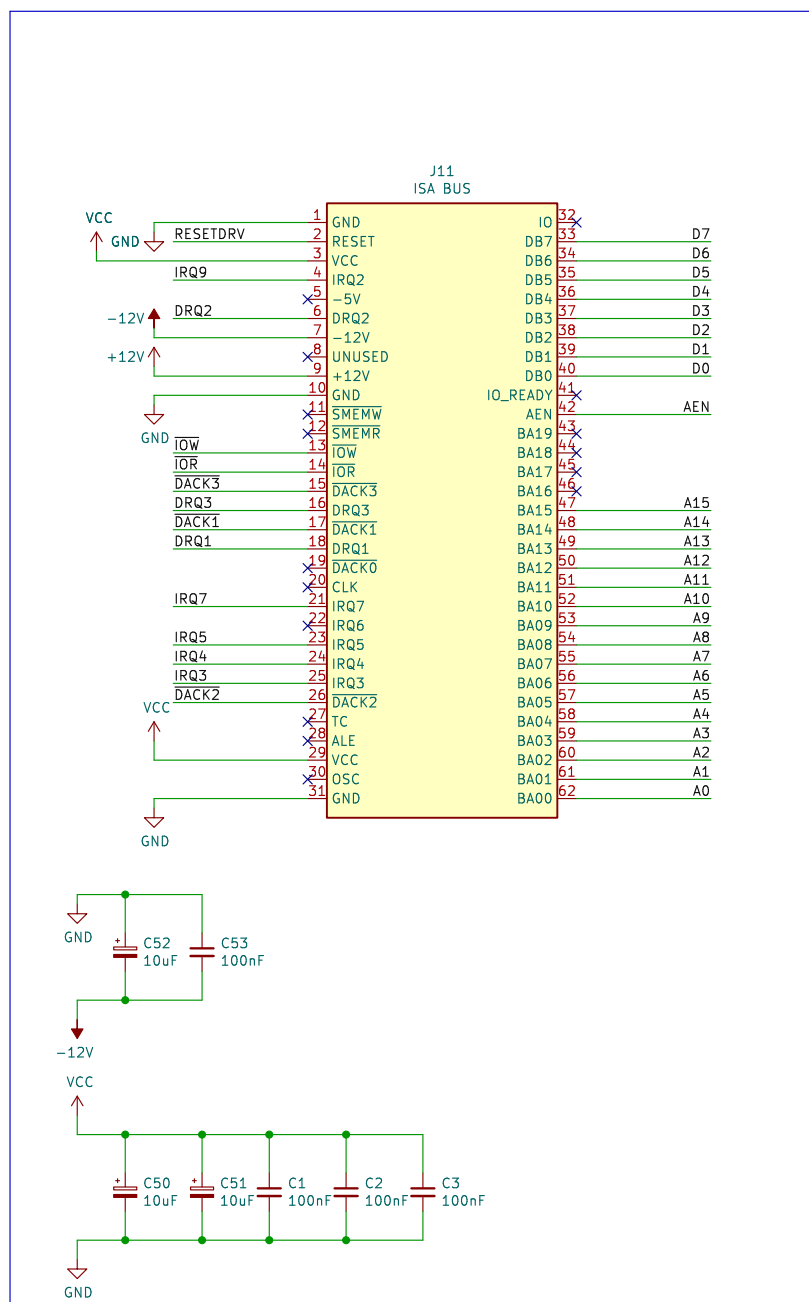 J11
ISA BUS
VCC
GND
RESETDRV
IRQ9
-12V
DRQ2
+12V
GND
IOW
IOR
DACK3
DRQ3
DACK1
DRQ1
IRQ7
IRQ5
IRQ4
IRQ3
DACK2
VCC
GND
1 GND
2 RESET
3 VCC
4 IRQ2
5 -5V
6 DRQ2
7 -12V
8 UNUSED
9 +12V
10 GND
11 SMEMW
12 SMEMR
13 IOW
14 IOR
15 DACK3
16 DRQ3
17 DACK1
18 DRQ1
19 DACK0
20 CLK
21 IRQ7
22 IRQ6
23 IRQ5
24 IRQ4
25 IRQ3
26 DACK2
27 TC
28 ALE
29 VCC
30 OSC
31 GND
IO 32
DB7 33 D7
DB6 34 D6
DB5 35 D5
DB4 36 D4
DB3 37 D3
DB2 38 D2
DB1 39 D1
DB0 40 D0
IO_READY 41
AEN 42 AEN
BA19 43
BA18 44
BA17 45
BA16 46
BA15 47 A15
BA14 48 A14
BA13 49 A13
BA12 50 A12
BA11 51 A11
BA10 52 A10
BA09 53 A9
BA08 54 A8
BA07 55 A7
BA06 56 A6
BA05 57 A5
BA04 58 A4
BA03 59 A3
BA02 60 A2
BA01 61 A1
BA00 62 A0
GND
+
C52
10uF
C53
100nF
-12V
VCC
+
C50
10uF
+
C51
10uF
C1
100nF
C2
100nF
C3
100nF
GND